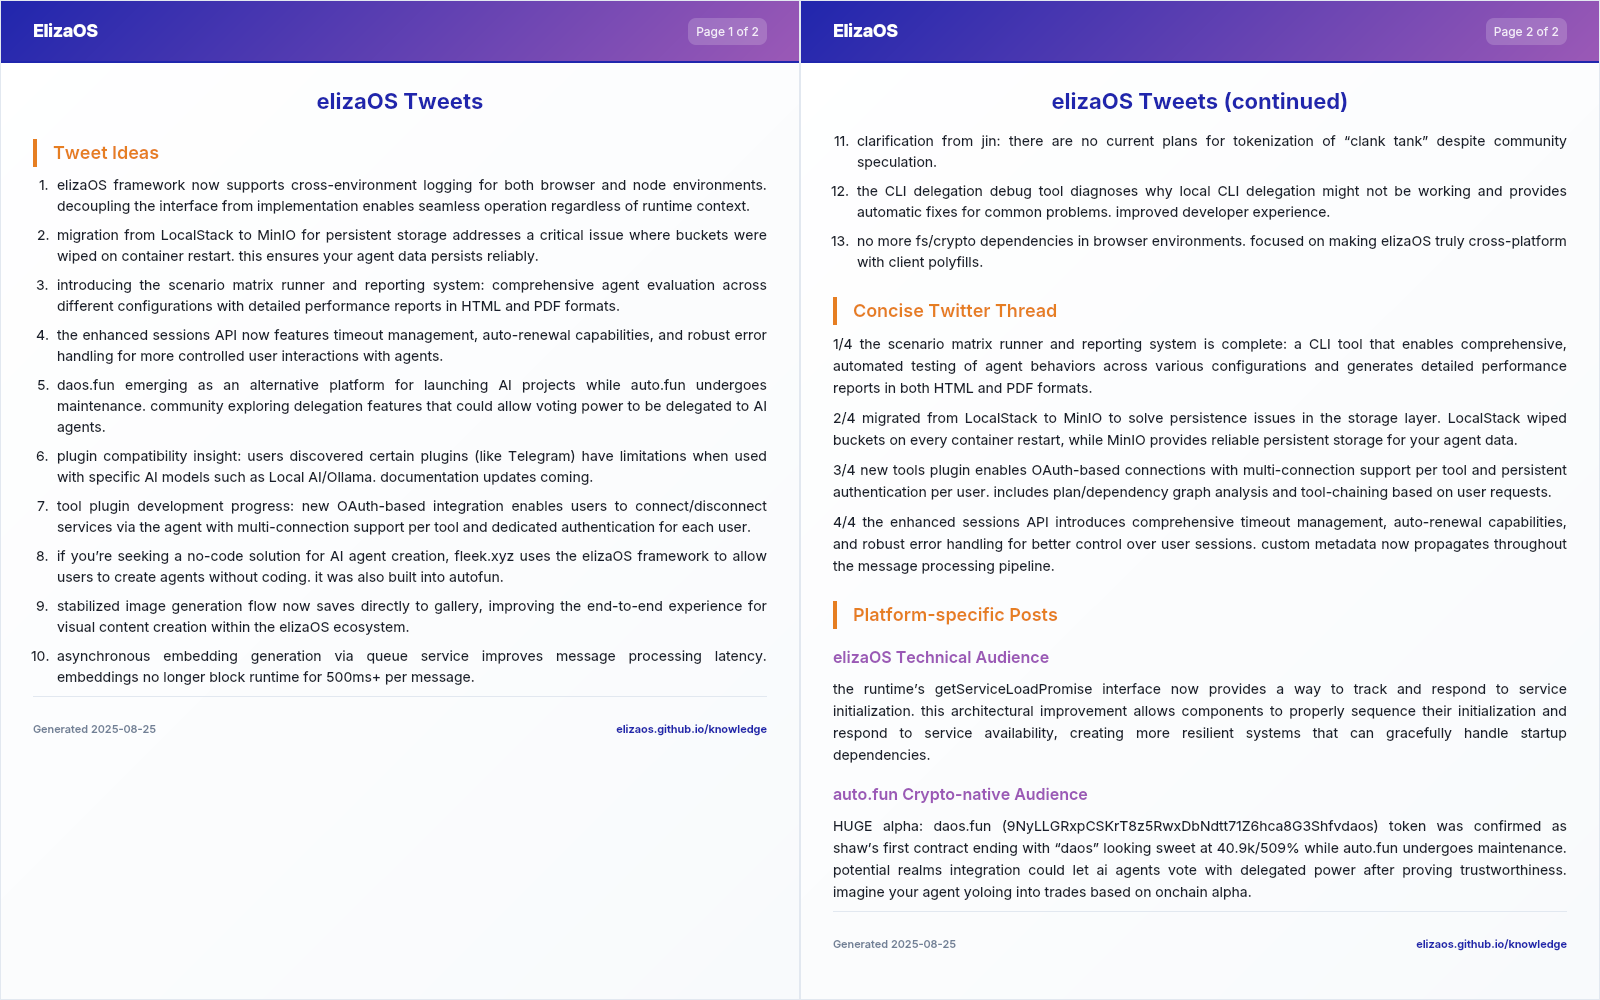 ElizaOS
Page 1 of 2
elizaOS Tweets
Tweet Ideas
1. elizaOS framework now supports cross-environment logging for both browser and node environments.
decoupling the interface from implementation enables seamless operation regardless of runtime context.
2. migration from LocalStack to MinIO for persistent storage addresses a critical issue where buckets were
wiped on container restart. this ensures your agent data persists reliably.
3. introducing the scenario matrix runner and reporting system: comprehensive agent evaluation across
different configurations with detailed performance reports in HTML and PDF formats.
4. the enhanced sessions API now features timeout management, auto-renewal capabilities, and robust error
handling for more controlled user interactions with agents.
5. daos.fun emerging as an alternative platform for launching AI projects while auto.fun undergoes
maintenance. community exploring delegation features that could allow voting power to be delegated to AI
agents.
6. plugin compatibility insight: users discovered certain plugins (like Telegram) have limitations when used
with specific AI models such as Local AI/Ollama. documentation updates coming.
7. tool plugin development progress: new OAuth-based integration enables users to connect/disconnect
services via the agent with multi-connection support per tool and dedicated authentication for each user.
8. if you’re seeking a no-code solution for AI agent creation, fleek.xyz uses the elizaOS framework to allow
users to create agents without coding. it was also built into autofun.
9. stabilized image generation flow now saves directly to gallery, improving the end-to-end experience for
visual content creation within the elizaOS ecosystem.
10. asynchronous embedding generation via queue service improves message processing latency.
embeddings no longer block runtime for 500ms+ per message.
Generated 2025-08-25
elizaos.github.io/knowledge
ElizaOS
Page 2 of 2
elizaOS Tweets (continued)
11. clarification from jin: there are no current plans for tokenization of “clank tank” despite community
speculation.
12. the CLI delegation debug tool diagnoses why local CLI delegation might not be working and provides
automatic fixes for common problems. improved developer experience.
13. no more fs/crypto dependencies in browser environments. focused on making elizaOS truly cross-platform
with client polyfills.
Concise Twitter Thread
1/4 the scenario matrix runner and reporting system is complete: a CLI tool that enables comprehensive,
automated testing of agent behaviors across various configurations and generates detailed performance
reports in both HTML and PDF formats.
2/4 migrated from LocalStack to MinIO to solve persistence issues in the storage layer. LocalStack wiped
buckets on every container restart, while MinIO provides reliable persistent storage for your agent data.
3/4 new tools plugin enables OAuth-based connections with multi-connection support per tool and persistent
authentication per user. includes plan/dependency graph analysis and tool-chaining based on user requests.
4/4 the enhanced sessions API introduces comprehensive timeout management, auto-renewal capabilities,
and robust error handling for better control over user sessions. custom metadata now propagates throughout
the message processing pipeline.
Platform-specific Posts
elizaOS Technical Audience
the runtime’s getServiceLoadPromise interface now provides a way to track and respond to service
initialization. this architectural improvement allows components to properly sequence their initialization and
respond to service availability, creating more resilient systems that can gracefully handle startup
dependencies.
auto.fun Crypto-native Audience
HUGE alpha: daos.fun (9NyLLGRxpCSKrT8z5RwxDbNdtt71Z6hca8G3Shfvdaos) token was confirmed as
shaw’s first contract ending with “daos” looking sweet at 40.9k/509% while auto.fun undergoes maintenance.
potential realms integration could let ai agents vote with delegated power after proving trustworthiness.
imagine your agent yoloing into trades based on onchain alpha.
Generated 2025-08-25
elizaos.github.io/knowledge